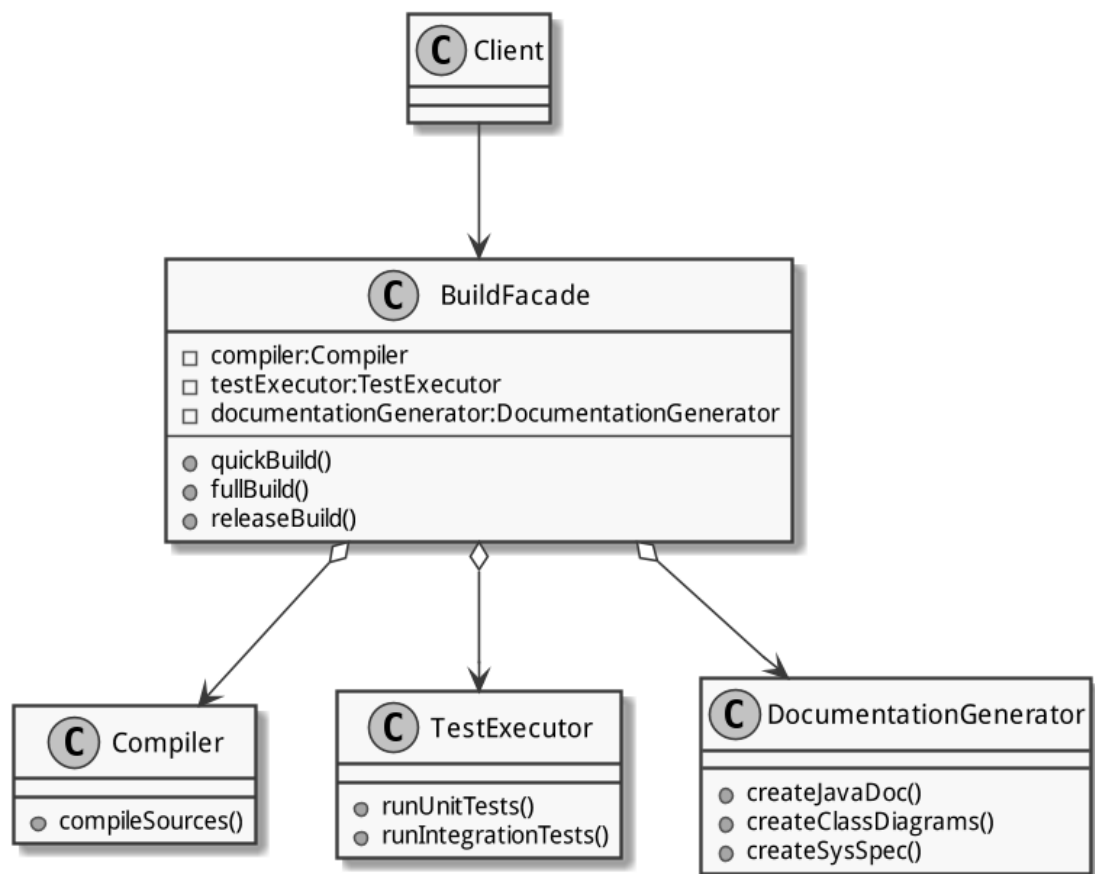 C Client
C BuildFacade
compiler:Compiler
testExecutor:TestExecutor
documentationGenerator:DocumentationGenerator
quickBuild()
fullBuild()
releaseBuild()
C Compiler
compileSources()
C TestExecutor
runUnitTests()
runIntegrationTests()
C DocumentationGenerator
createJavaDoc()
createClassDiagrams()
createSysSpec()